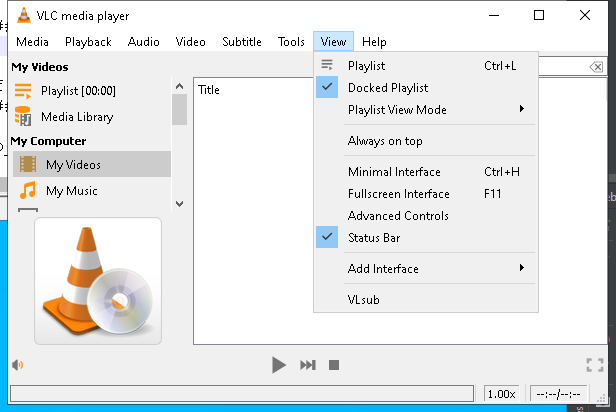 VLC media player
Media Playback Audio Video Subtitle Tools View Help
My Videos
Playlist [00:00]
Media Library
My Computer
My Videos
My Music
Title
Playlist Ctrl+L
Docked Playlist
Playlist View Mode
Always on top
Minimal Interface Ctrl+H
Fullscreen Interface F11
Advanced Controls
Status Bar
Add Interface
VLsub
1.00x --:--/--:--